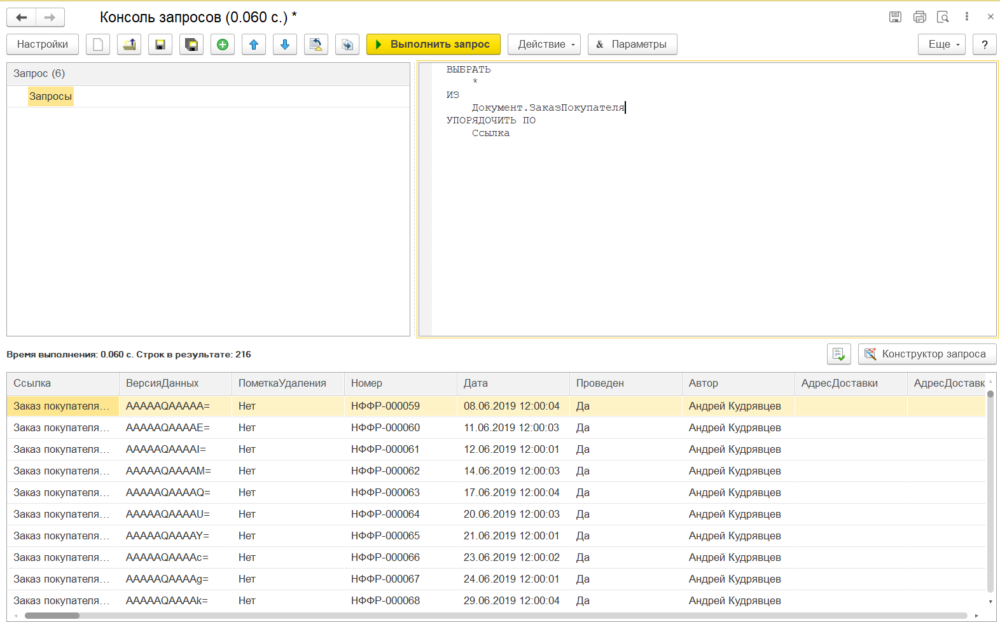 Консоль запросов (0.060 с.) *
Настройки Выполнить запрос Действие & Параметры Еще ?
Запрос (6)
Запросы
ВЫБРАТЬ
*
ИЗ
Документ.ЗаказПокупателя
УПОРЯДОЧИТЬ ПО
Ссылка
Время выполнения: 0.060 с. Строк в результате: 216
Конструктор запроса
Ссылка ВерсияДанных ПометкаУдаления Номер Дата Проведен Автор АдресДоставки АдресДоставк
Заказ покупателя... AAAAAQAAAAA= Нет НФФР-000059 08.06.2019 12:00:04 Да Андрей Кудрявцев
Заказ покупателя... AAAAAQAAAAE= Нет НФФР-000060 11.06.2019 12:00:03 Да Андрей Кудрявцев
Заказ покупателя... AAAAAQAAAAI= Нет НФФР-000061 12.06.2019 12:00:01 Да Андрей Кудрявцев
Заказ покупателя... AAAAAQAAAAM= Нет НФФР-000062 14.06.2019 12:00:03 Да Андрей Кудрявцев
Заказ покупателя... AAAAAQAAAAQ= Нет НФФР-000063 17.06.2019 12:00:04 Да Андрей Кудрявцев
Заказ покупателя... AAAAAQAAAAU= Нет НФФР-000064 20.06.2019 12:00:03 Да Андрей Кудрявцев
Заказ покупателя... AAAAAQAAAAY= Нет НФФР-000065 21.06.2019 12:00:01 Да Андрей Кудрявцев
Заказ покупателя... AAAAAQAAAAc= Нет НФФР-000066 23.06.2019 12:00:02 Да Андрей Кудрявцев
Заказ покупателя... AAAAAQAAAAg= Нет НФФР-000067 24.06.2019 12:00:01 Да Андрей Кудрявцев
Заказ покупателя... AAAAAQAAAAk= Нет НФФР-000068 29.06.2019 12:00:04 Да Андрей Кудрявцев